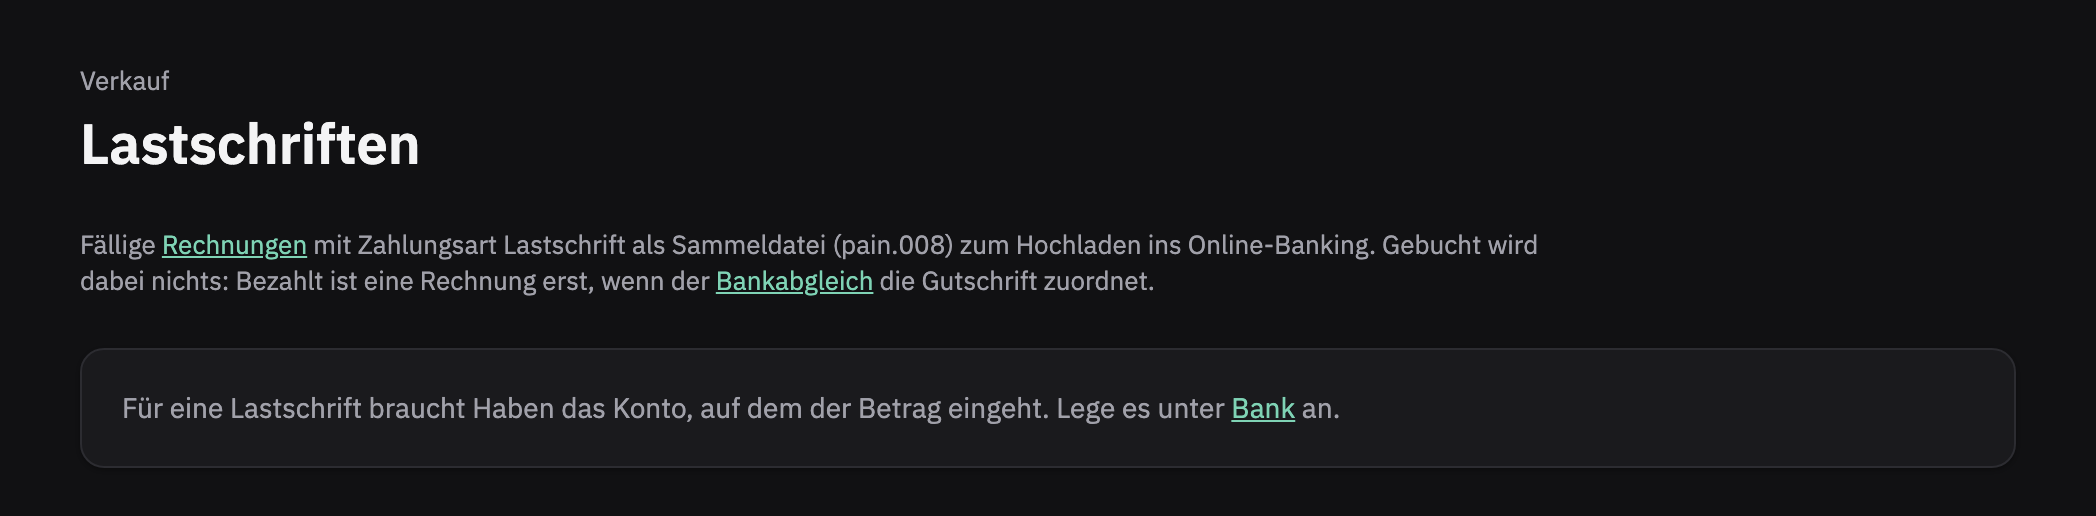 Verkauf
Lastschriften
Fällige Rechnungen mit Zahlungsart Lastschrift als Sammeldatei (pain.008) zum Hochladen ins Online-Banking. Gebucht wird
dabei nichts: Bezahlt ist eine Rechnung erst, wenn der Bankabgleich die Gutschrift zuordnet.
Für eine Lastschrift braucht Haben das Konto, auf dem der Betrag eingeht. Lege es unter Bank an.